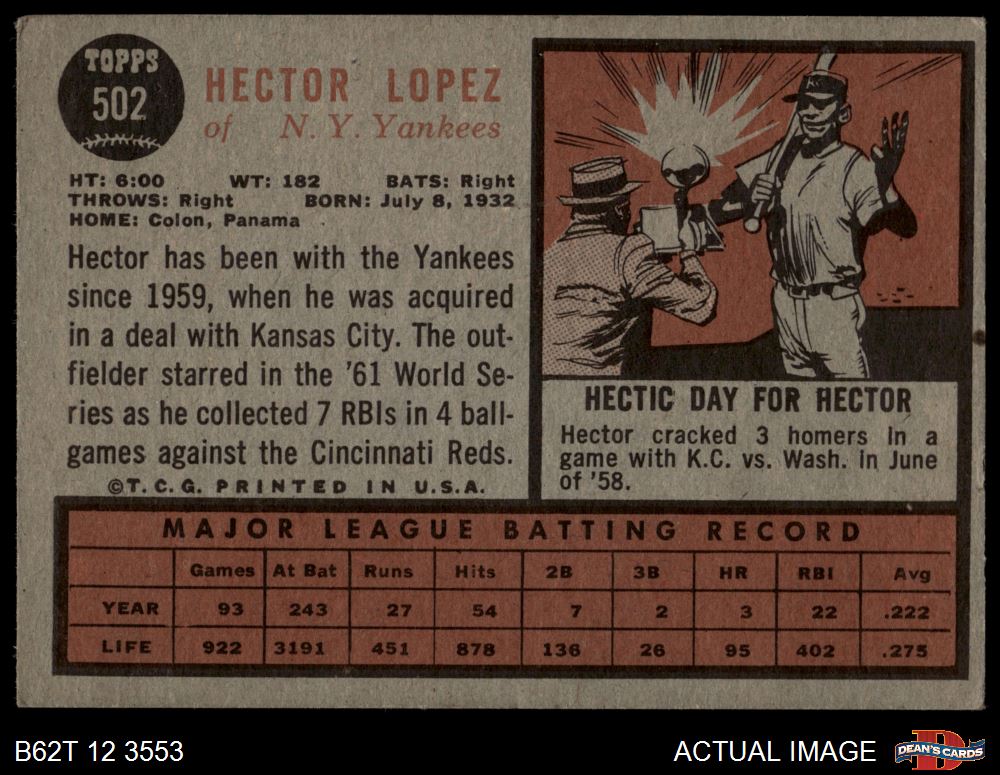 TOPPS
502
HECTOR LOPEZ
of N. Y. Yankees
HT: 6:00 WT: 182 BATS: Right
THROWS: Right BORN: July 8, 1932
HOME: Colon, Panama
Hector has been with the Yankees
since 1959, when he was acquired
in a deal with Kansas City. The out-
fielder starred in the '61 World Se-
ries as he collected 7 RBIs in 4 ball-
games against the Cincinnati Reds.
©T. C. G. PRINTED IN U.S.A.
HECTIC DAY FOR HECTOR
Hector cracked 3 homers in a
game with K.C. vs. Wash. in June
of '58.
MAJOR LEAGUE BATTING RECORD
Games At Bat Runs Hits 2B 3B HR RBI Avg
YEAR 93 243 27 54 7 2 3 22 .222
LIFE 922 3191 451 878 136 26 95 402 .275
B62T 12 3553 ACTUAL IMAGE DEAN'S CARDS